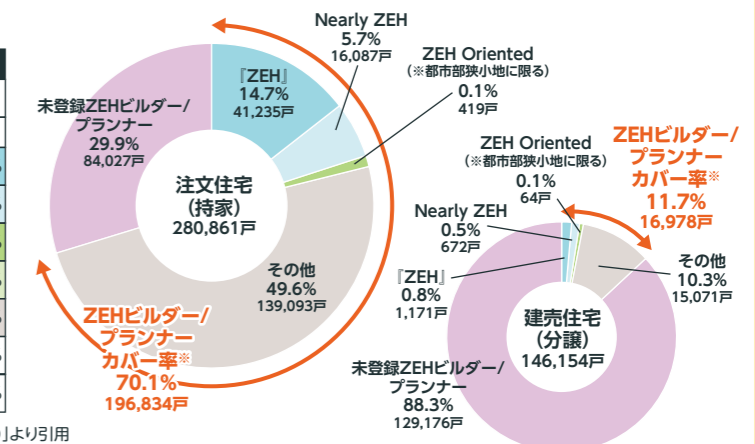 Nearly ZEH
5.7%
16,087戸
ZEH Oriented
（※都市部狭小地に限る）
0.1%
419戸
『ZEH』
14.7%
41,235戸
未登録ZEHビルダー/
プランナー
29.9%
84,027戸
注文住宅
（持家）
280,861戸
その他
49.6%
139,093戸
ZEHビルダー/
プランナー
カバー率※
70.1%
196,834戸
ZEH Oriented
（※都市部狭小地に限る）
0.1%
64戸
ZEHビルダー/
プランナー
カバー率※
11.7%
16,978戸
Nearly ZEH
0.5%
672戸
『ZEH』
0.8%
1,171戸
その他
10.3%
15,071戸
建売住宅
（分譲）
146,154戸
未登録ZEHビルダー/
プランナー
88.3%
129,176戸
より引用